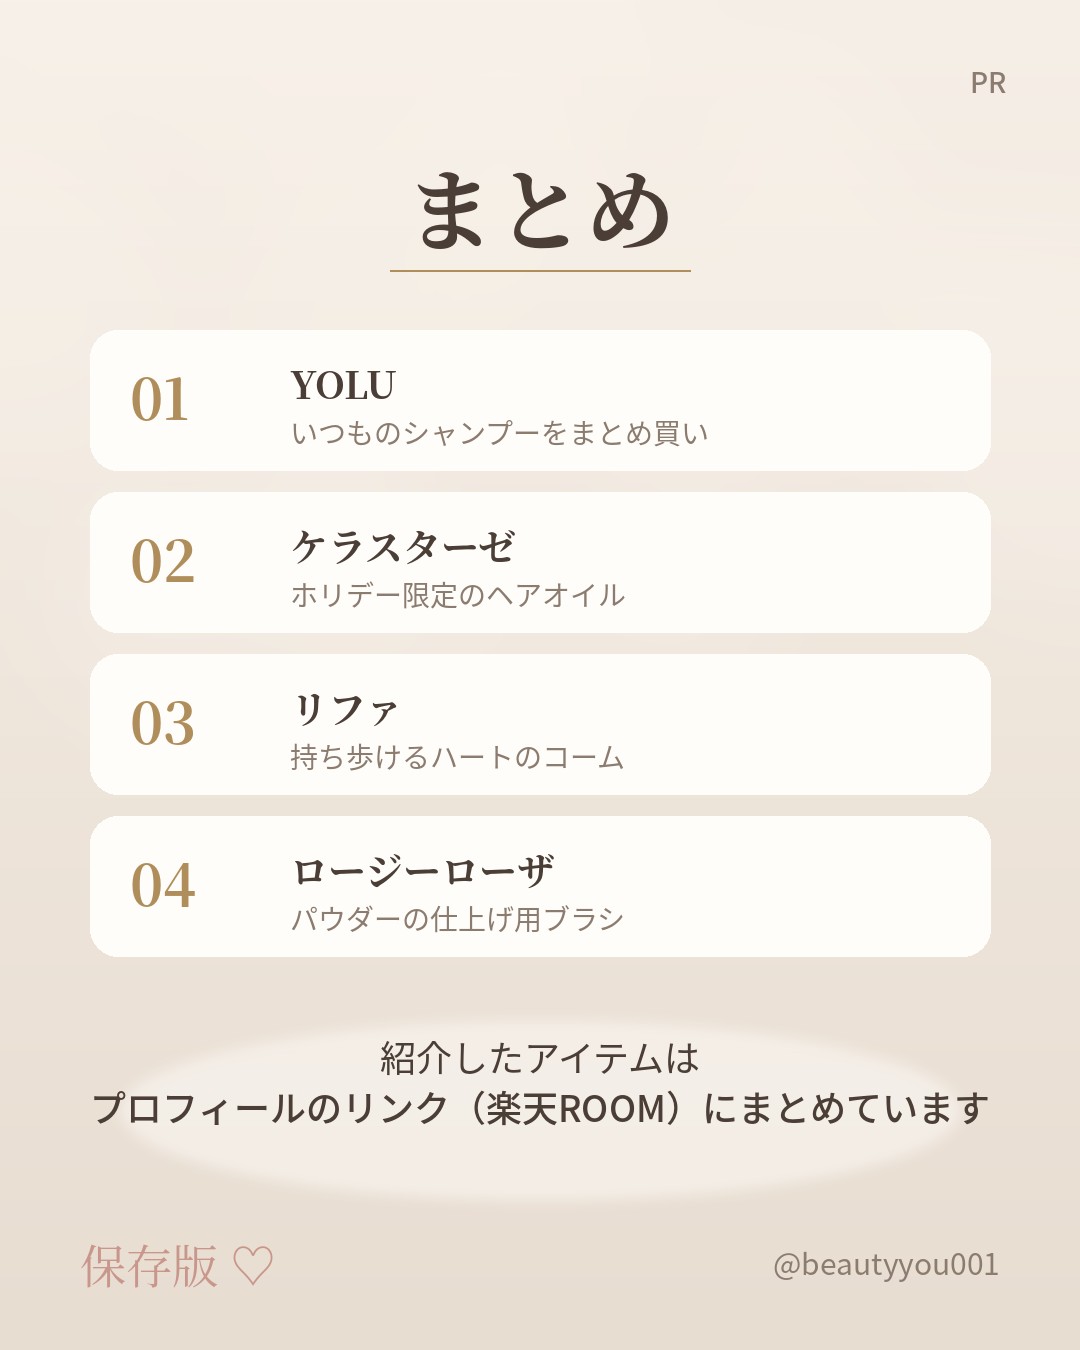 PR
まとめ
01
YOLU
いつものシャンプーをまとめ買い
02
ケラスターゼ
ホリデー限定のヘアオイル
03
リファ
持ち歩けるハートのコーム
04
ロージーローザ
パウダーの仕上げ用ブラシ
紹介したアイテムは
プロフィールのリンク（楽天ROOM）にまとめています
保存版 ♡
@beautyyou001